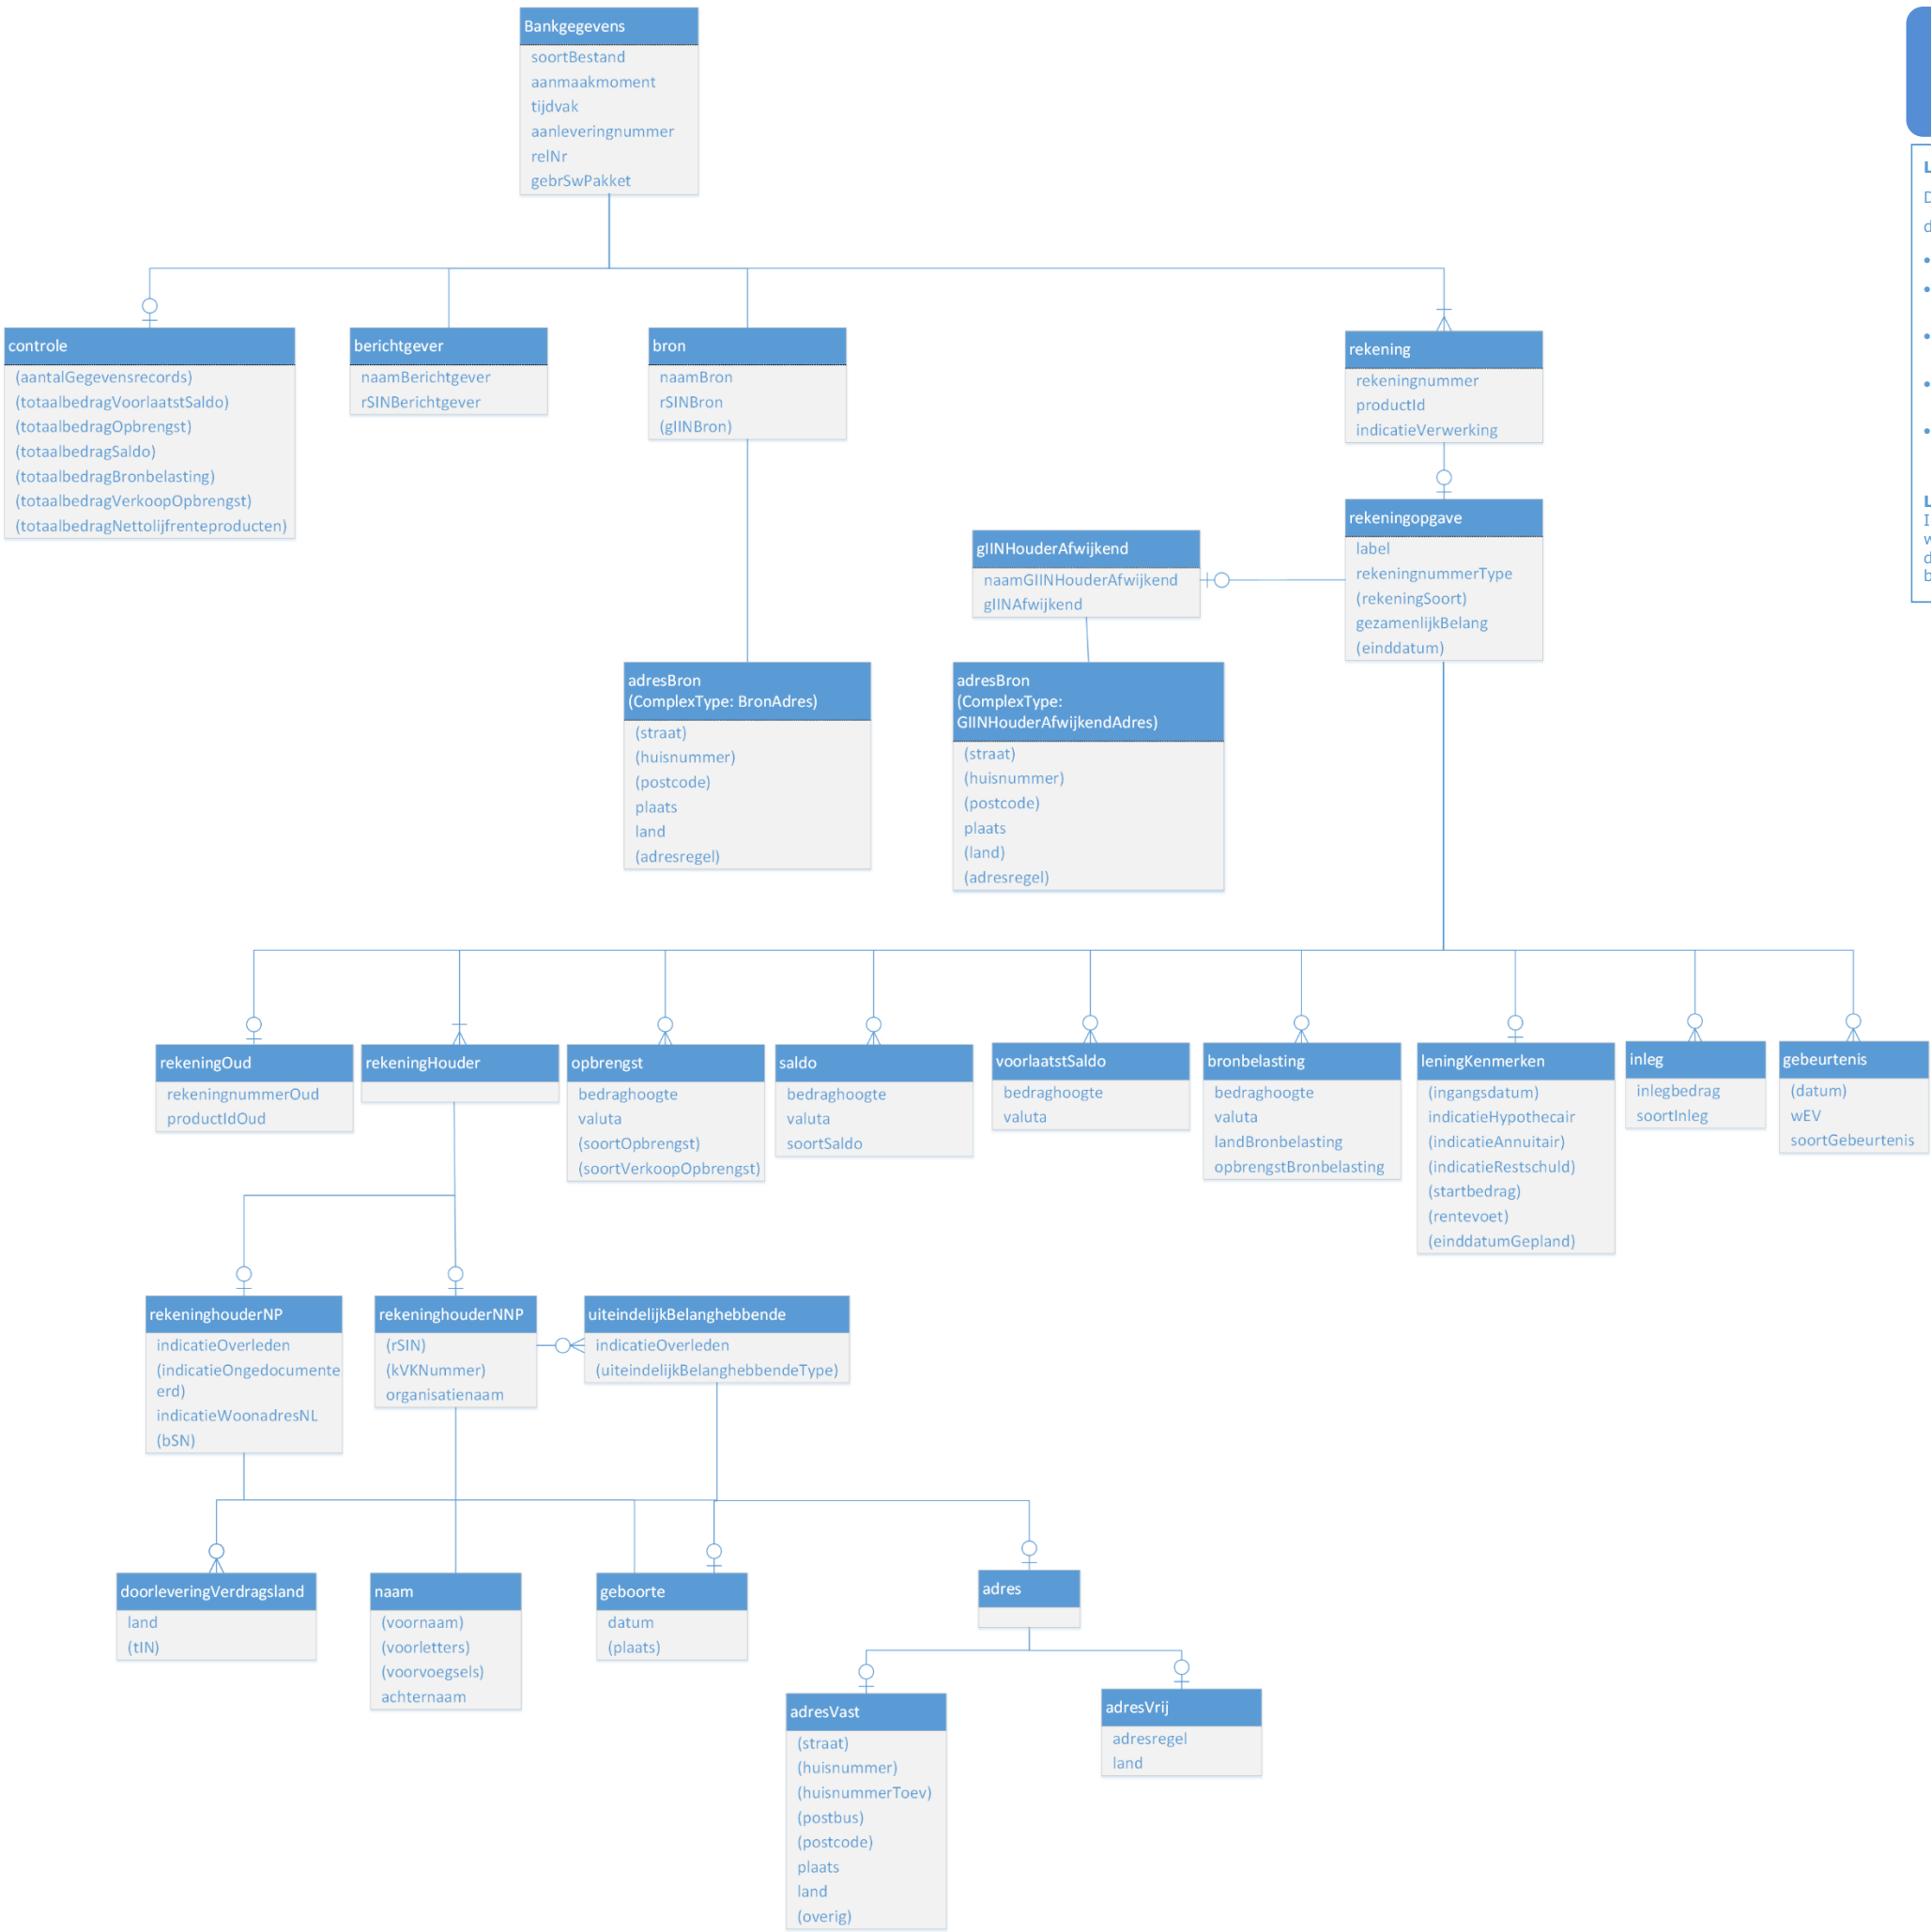 Bankgegevens
soortBestand
aanmaakmoment
tijdvak
aanleveringnummer
relNr
gebrSwPakket
controle
(aantalGegevensrecords)
(totaalbedragVoorlaatstSaldo)
(totaalbedragOpbrengst)
(totaalbedragSaldo)
(totaalbedragBronbelasting)
(totaalbedragVerkoopOpbrengst)
(totaalbedragNettolijfrenteproducten)
berichtgever
naamBerichtgever
rSINBerichtgever
bron
naamBron
rSINBron
(gIINBron)
rekening
rekeningnummer
productId
indicatieVerwerking
rekeningopgave
label
rekeningnummerType
(rekeningSoort)
gezamenlijkBelang
(einddatum)
gIINHouderAfwijkend
naamGIINHouderAfwijkend
gIINAfwijkend
adresBron
(ComplexType: BronAdres)
(straat)
(huisnummer)
(postcode)
plaats
land
(adresregel)
adresBron
(ComplexType:
GIINHouderAfwijkendAdres)
(straat)
(huisnummer)
(postcode)
plaats
(land)
(adresregel)
rekeningOud
rekeningnummerOud
productIdOud
rekeningHouder
opbrengst
bedraghoogte
valuta
(soortOpbrengst)
(soortVerkoopOpbrengst)
saldo
bedraghoogte
valuta
soortSaldo
voorlaatstSaldo
bedraghoogte
valuta
bronbelasting
bedraghoogte
valuta
landBronbelasting
opbrengstBronbelasting
leningKenmerken
(ingangsdatum)
indicatieHypothecair
(indicatieAnnuitair)
(indicatieRestschuld)
(startbedrag)
(rentevoet)
(einddatumGepland)
inleg
inlegbedrag
soortInleg
gebeurtenis
(datum)
wEV
soortGebeurtenis
rekeninghouderNP
indicatieOverleden
(indicatieOngedocumente
erd)
indicatieWoonadresNL
(bSN)
rekeninghouderNNP
(rSIN)
(kVKNummer)
organisatienaam
uiteindelijkBelanghebbende
indicatieOverleden
(uiteindelijkBelanghebbendeType)
doorleveringVerdragsland
land
(tIN)
naam
(voornaam)
(voorletters)
(voorvoegsels)
achternaam
geboorte
datum
(plaats)
adres
adresVast
(straat)
(huisnummer)
(huisnummerToev)
(postbus)
(postcode)
plaats
land
(overig)
adresVrij
adresregel
land